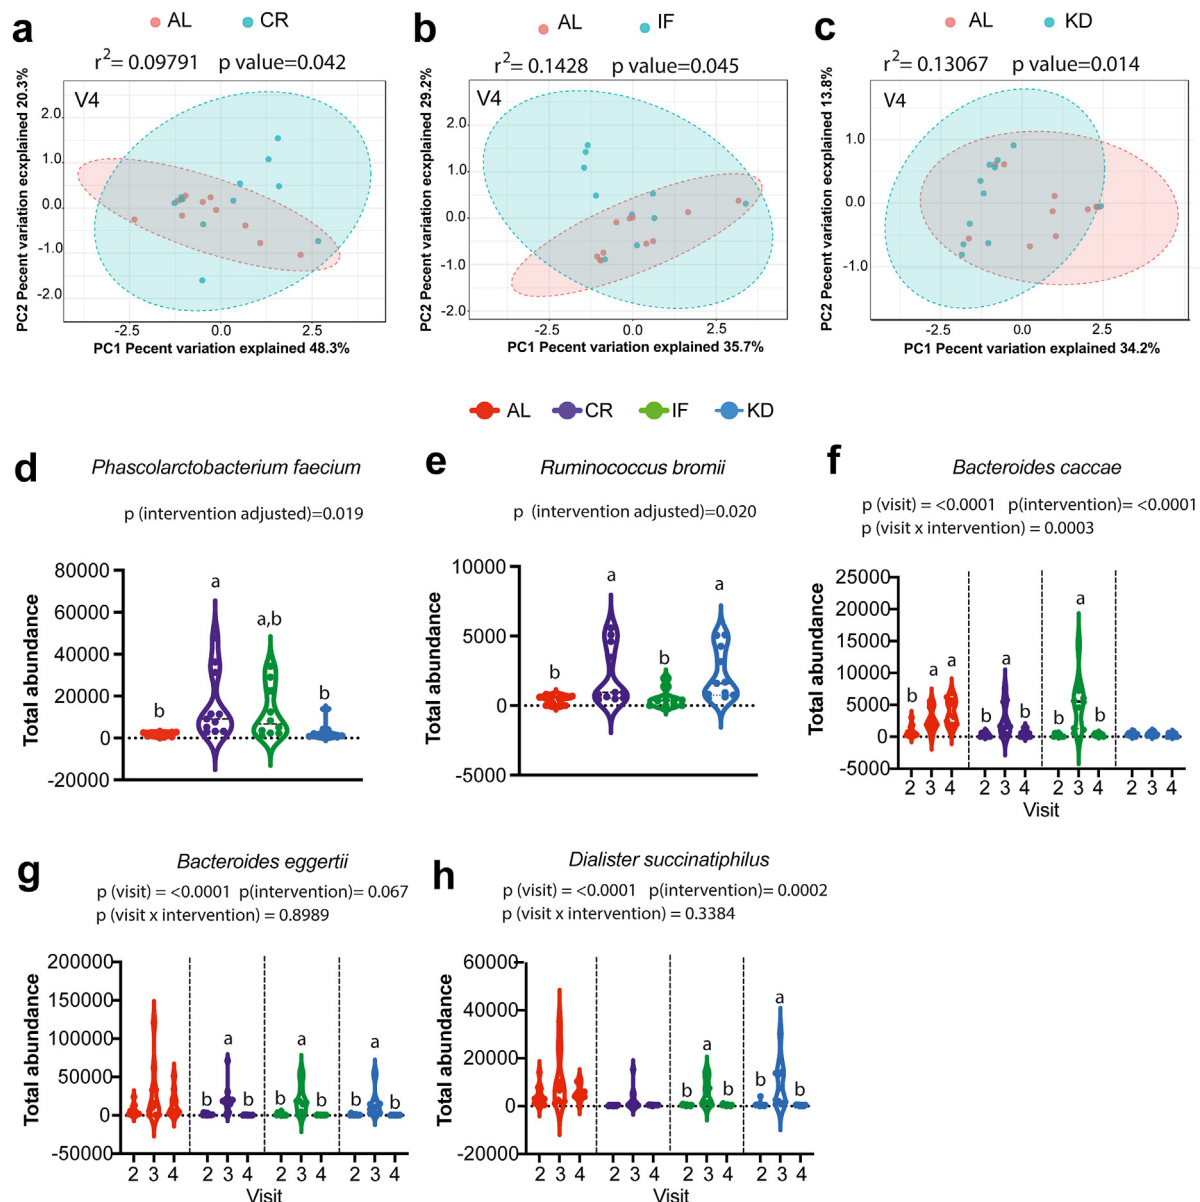 a
AL CR
r²= 0.09791 p value=0.042
V4
PC2 Pecent variation ecxplained 20.3%
2.0
1.0
0.0
-1.0
-2.0
-2.5 0.0 2.5
PC1 Pecent variation explained 48.3%
b
AL IF
r²= 0.1428 p value=0.045
V4
PC2 Pecent variation ecxplained 29.2%
2.0
1.0
0.0
-1.0
-2.0
-2.5 0.0 2.5
PC1 Pecent variation explained 35.7%
c
AL KD
r²= 0.13067 p value=0.014
V4
PC2 Pecent variation ecxplained 13.8%
1.0
0.0
-1.0
-2.5 0.0 2.5
PC1 Pecent variation explained 34.2%
AL CR IF KD
d
Phascolarctobacterium faecium
p (intervention adjusted)=0.019
Total abundance
80000
60000
40000
20000
0
-20000
b a a,b b
e
Ruminococcus bromii
p (intervention adjusted)=0.020
Total abundance
10000
5000
0
-5000
b a b a
f
Bacteroides caccae
p (visit) = <0.0001 p(intervention)= <0.0001
p (visit x intervention) = 0.0003
Total abundance
25000
20000
15000
10000
5000
0
-5000
b a a b a b b a b
2 3 4 2 3 4 2 3 4 2 3 4
Visit
g
Bacteroides eggertii
p (visit) = <0.0001 p(intervention)= 0.067
p (visit x intervention) = 0.8989
Total abundance
200000
150000
100000
50000
0
-50000
b a b b a b b a b
2 3 4 2 3 4 2 3 4 2 3 4
Visit
h
Dialister succinatiphilus
p (visit) = <0.0001 p(intervention)= 0.0002
p (visit x intervention) = 0.3384
Total abundance
60000
40000
20000
0
-20000
b a b b a b
2 3 4 2 3 4 2 3 4 2 3 4
Visit